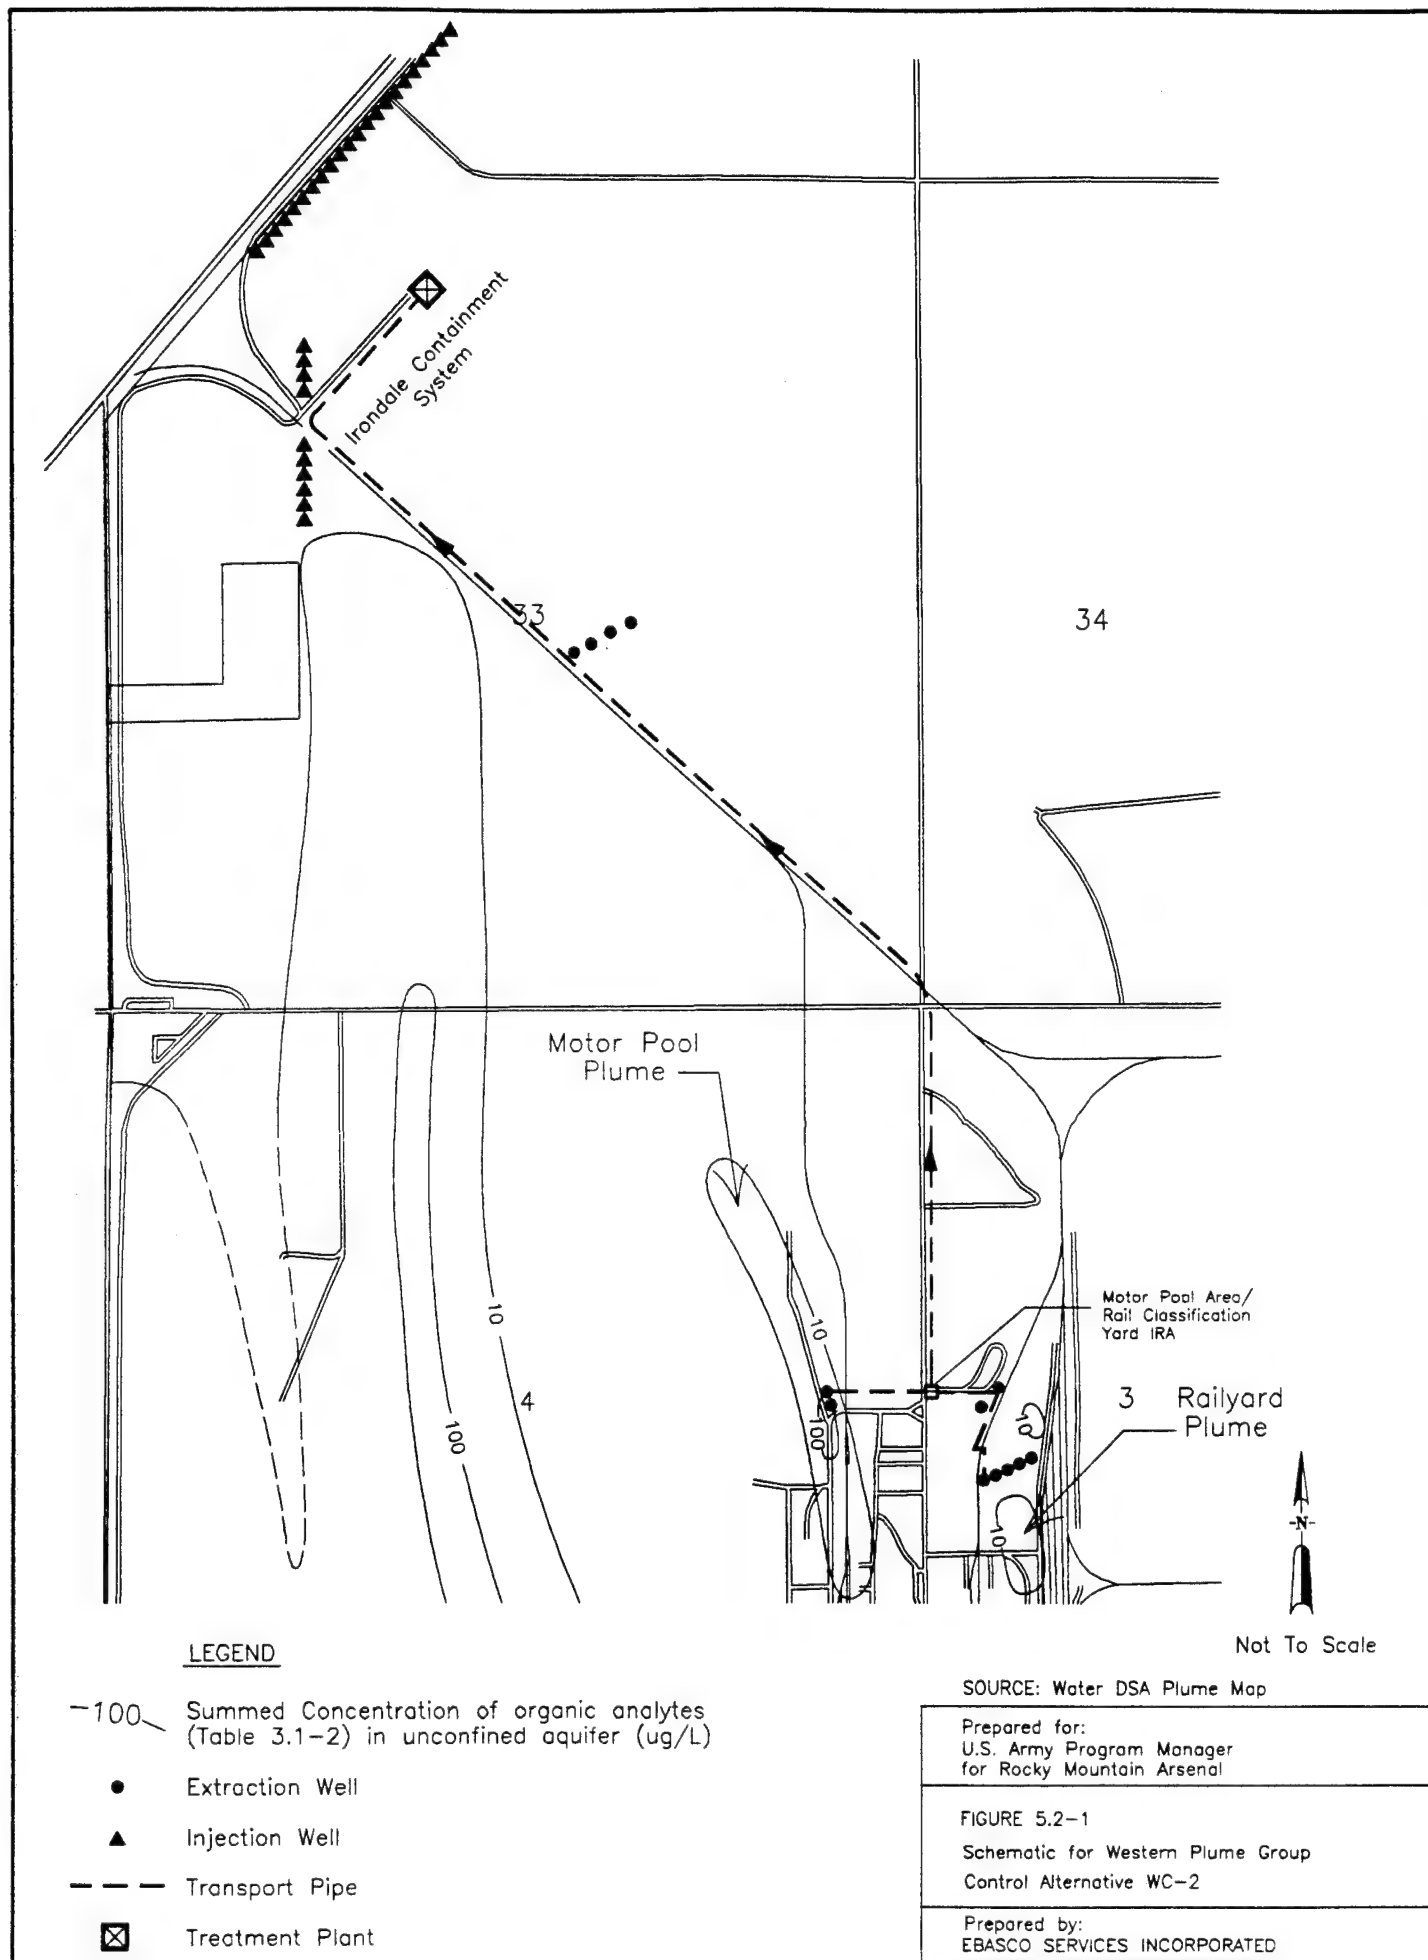 Irondale Containment
System
33
34
Motor Pool
Plume
Motor Pool Area/
Rail Classification
Yard IRA
10
10
4
100
100
3
Railyard
Plume
10
10
-N-
Not To Scale
LEGEND
100
Summed Concentration of organic analytes
(Table 3.1-2) in unconfined aquifer (ug/L)
Extraction Well
Injection Well
Transport Pipe
Treatment Plant
SOURCE: Water DSA Plume Map
Prepared for:
U.S. Army Program Manager
for Rocky Mountain Arsenal
FIGURE 5.2-1
Schematic for Western Plume Group
Control Alternative WC-2
Prepared by:
EBASCO SERVICES INCORPORATED